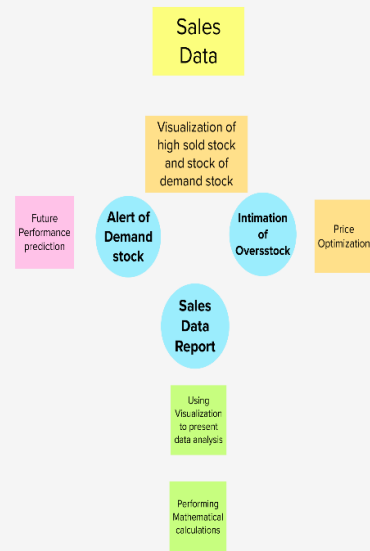 Sales
Data
Visualization of
high sold stock
and stock of
demand stock
Future
Performance
prediction
Alert of
Demand
stock
Intimation
of
Oversstock
Price
Optimization
Sales
Data
Report
Using
Visualization
to present
data analysis
Performing
Mathematical
calculations